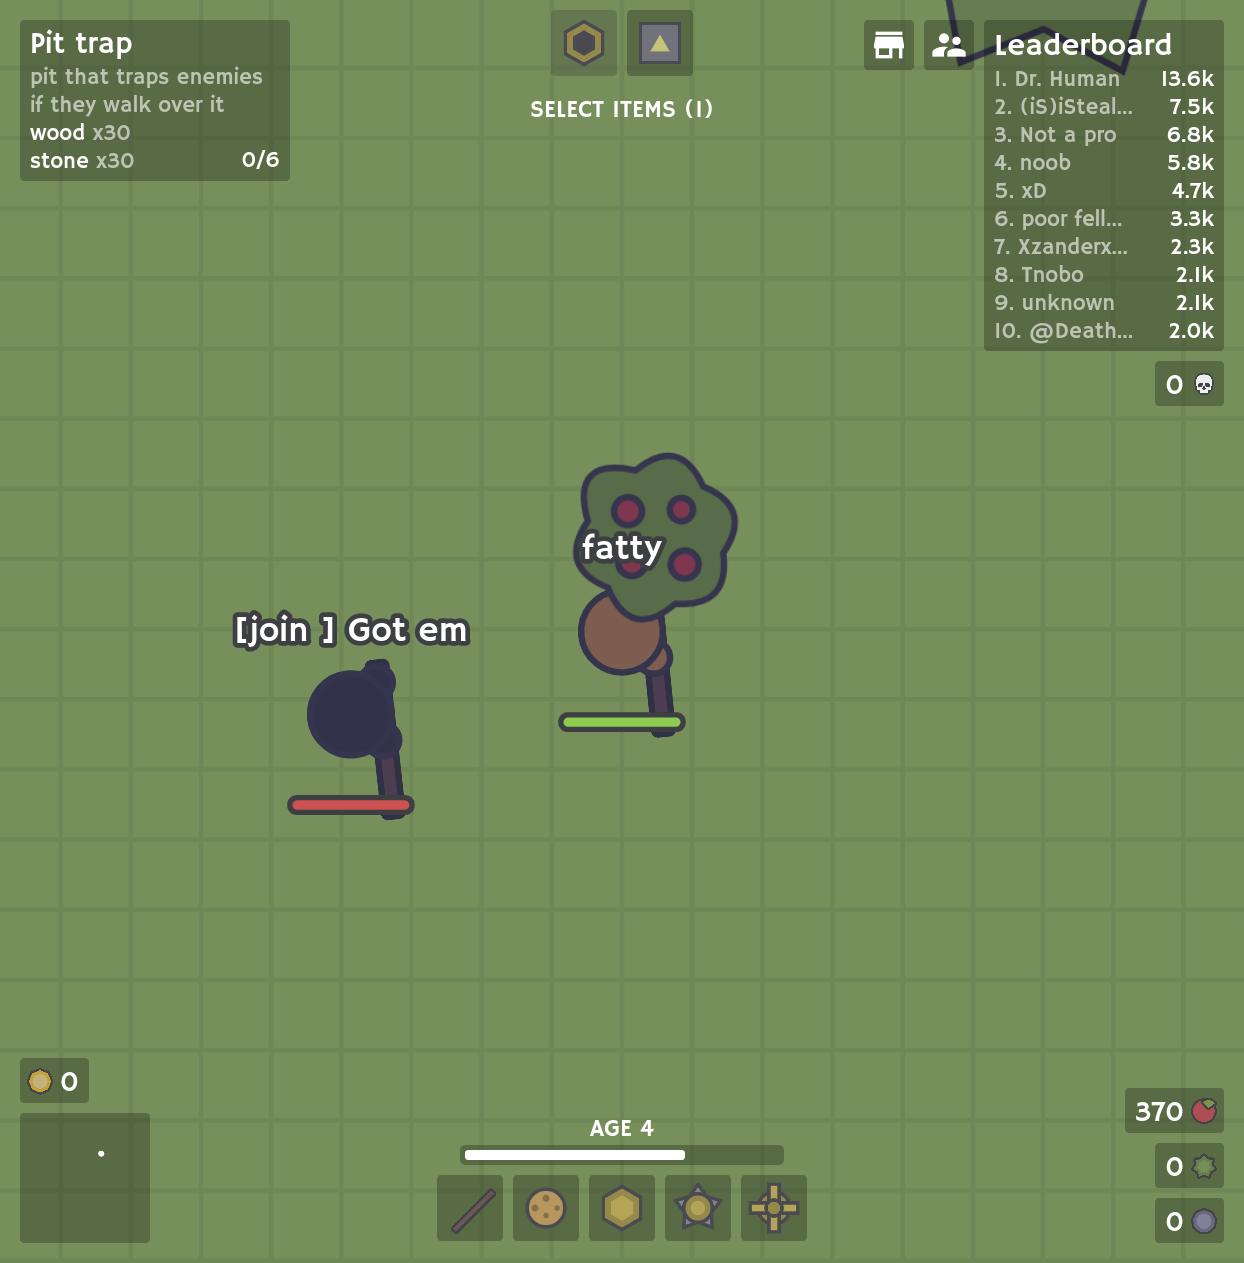 Pit trap
pit that traps enemies
if they walk over it
wood x30
stone x30 0/6
SELECT ITEMS (1)
Leaderboard
1. Dr. Human 13.6k
2. (iS)iSteal... 7.5k
3. Not a pro 6.8k
4. noob 5.8k
5. xD 4.7k
6. poor fell... 3.3k
7. Xzanderx... 2.3k
8. Tnobo 2.1k
9. unknown 2.1k
10. @Death... 2.0k
0
fatty
[join ] Got em
0
370
0
0
AGE 4